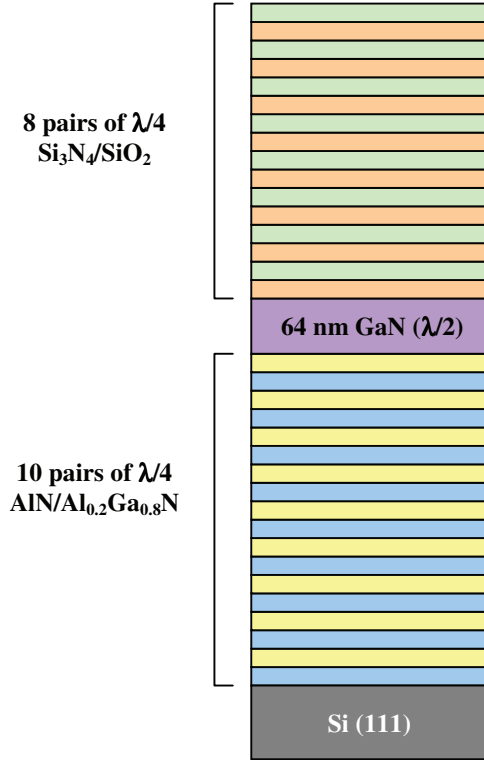 8 pairs of λ/4
Si₃N₄/SiO₂
64 nm GaN (λ/2)
10 pairs of λ/4
AlN/Al₀.₂Ga₀.₈N
Si (111)